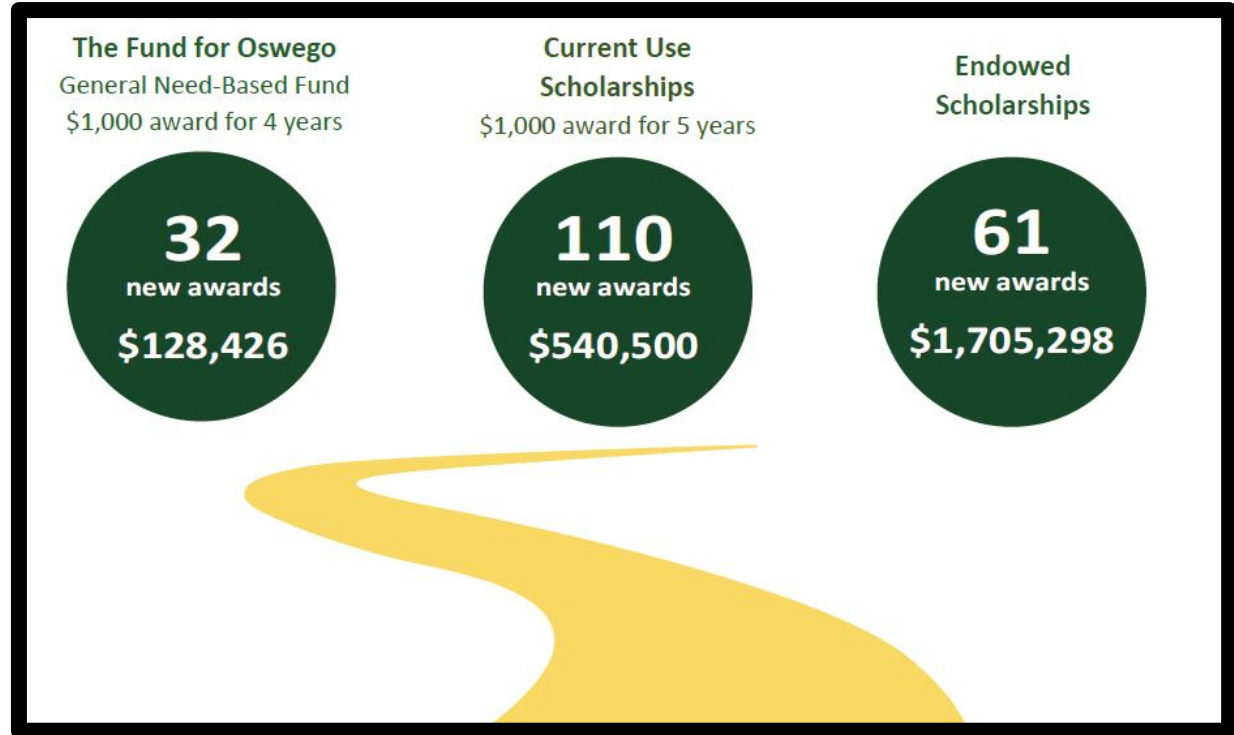 The Fund for Oswego
General Need-Based Fund
$1,000 award for 4 years
32
new awards
$128,426
Current Use
Scholarships
$1,000 award for 5 years
110
new awards
$540,500
Endowed
Scholarships
61
new awards
$1,705,298